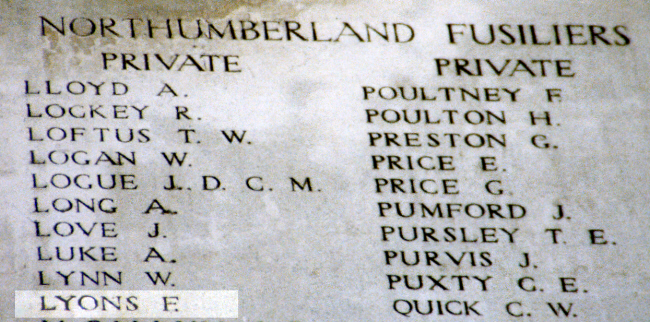 NORTHUMBERLAND FUSILIERS
PRIVATE
LLOYD A.
LOCKEY R.
LOFTUS T. W.
LOGAN W.
LOGUE J. D. C. M.
LONG A.
LOVE J.
LUKE A.
LYNN W.
LYONS F.
PRIVATE
POULTNEY F.
POULTON H.
PRESTON G.
PRICE E.
PRICE G.
PUMFORD J.
PURSLEY T. E.
PURVIS J.
PUXTY G. E.
QUICK C. W.